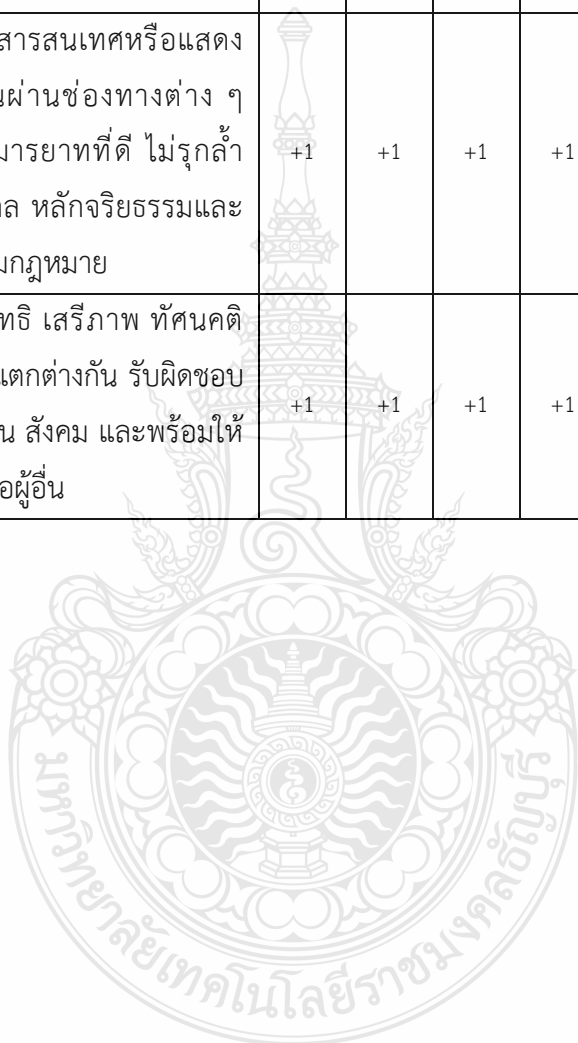 สารสนเทศหรือแสดง
นผ่านช่องทางต่าง ๆ
มารยาทที่ดี ไม่รุกล้ำ
ล หลักจริยธรรมและ
มกฎหมาย
+1 +1 +1 +1
ทธิ เสรีภาพ ทัศนคติ
แตกต่างกัน รับผิดชอบ
น สังคม และพร้อมให้
อผู้อื่น
+1 +1 +1 +1
มหาวิทยาลัยเทคโนโลยีราชมงคลธัญบุรี